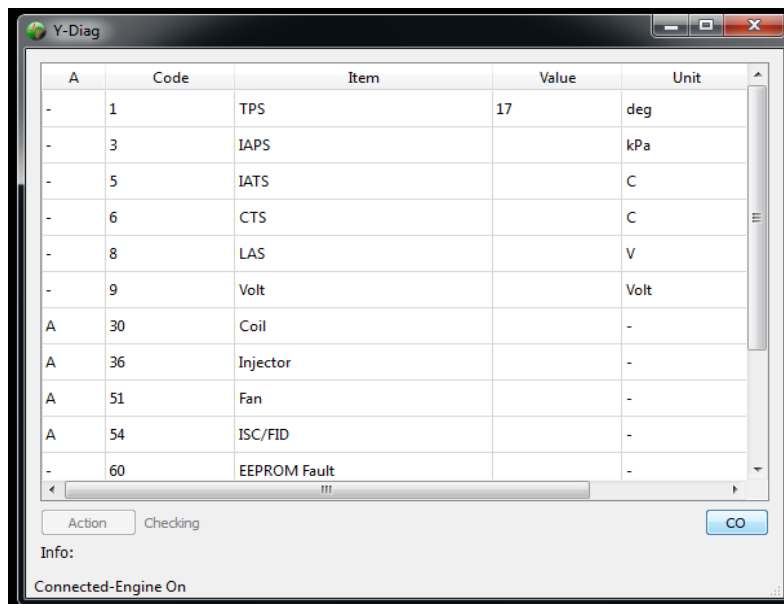 Y-Diag
A Code Item Value Unit
- 1 TPS 17 deg
- 3 IAPS kPa
- 5 IATS C
- 6 CTS C
- 8 LAS V
- 9 Volt Volt
A 30 Coil -
A 36 Injector -
A 51 Fan -
A 54 ISC/FID -
- 60 EEPROM Fault -
Action Checking CO
Info:
Connected-Engine On